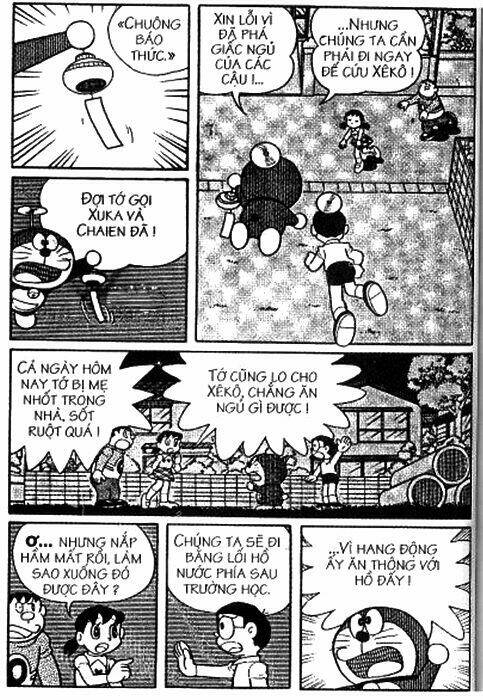 «CHUÔNG
BÁO
THỨC.»
ĐỢI TỚ GỌI
XUKA VÀ
CHAIEN ĐÃ !
XIN LỖI VÌ
ĐÃ PHÁ
GIẤC NGỦ
CỦA CÁC
CẬU !...
...NHƯNG
CHÚNG TA CẦN
PHẢI ĐI NGAY
ĐỂ CỨU XÊKÔ !
CẢ NGÀY HÔM
NAY TỚ BỊ MẸ
NHỐT TRONG
NHÀ, SỐT
RUỘT QUÁ !
TỚ CŨNG LO CHO
XÊKÔ, CHẲNG ĂN
NGỦ GÌ ĐƯỢC !
Ơ... NHƯNG NẮP
HẦM MẤT RỒI, LÀM
SAO XUỐNG ĐÓ
ĐƯỢC ĐÂY ?
CHÚNG TA SẼ ĐI
BẰNG LỐI HỒ
NƯỚC PHÍA SAU
TRƯỜNG HỌC.
...VÌ HANG ĐỘNG
ẤY ĂN THÔNG VỚI
HỒ ĐẤY !